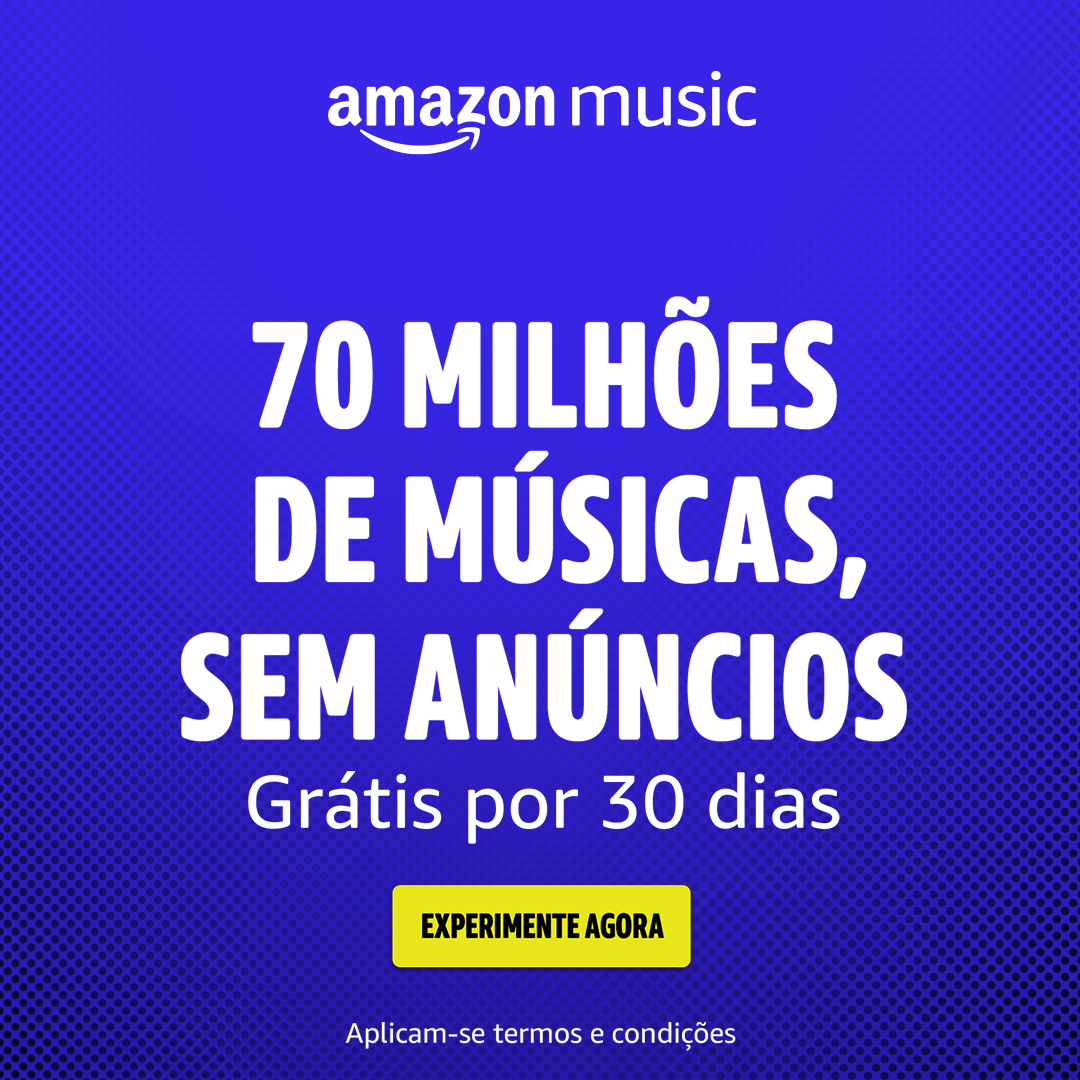 amazon music
70 MILHÕES
DE MÚSICAS,
SEM ANÚNCIOS
Grátis por 30 dias
EXPERIMENTE AGORA
Aplicam-se termos e condições